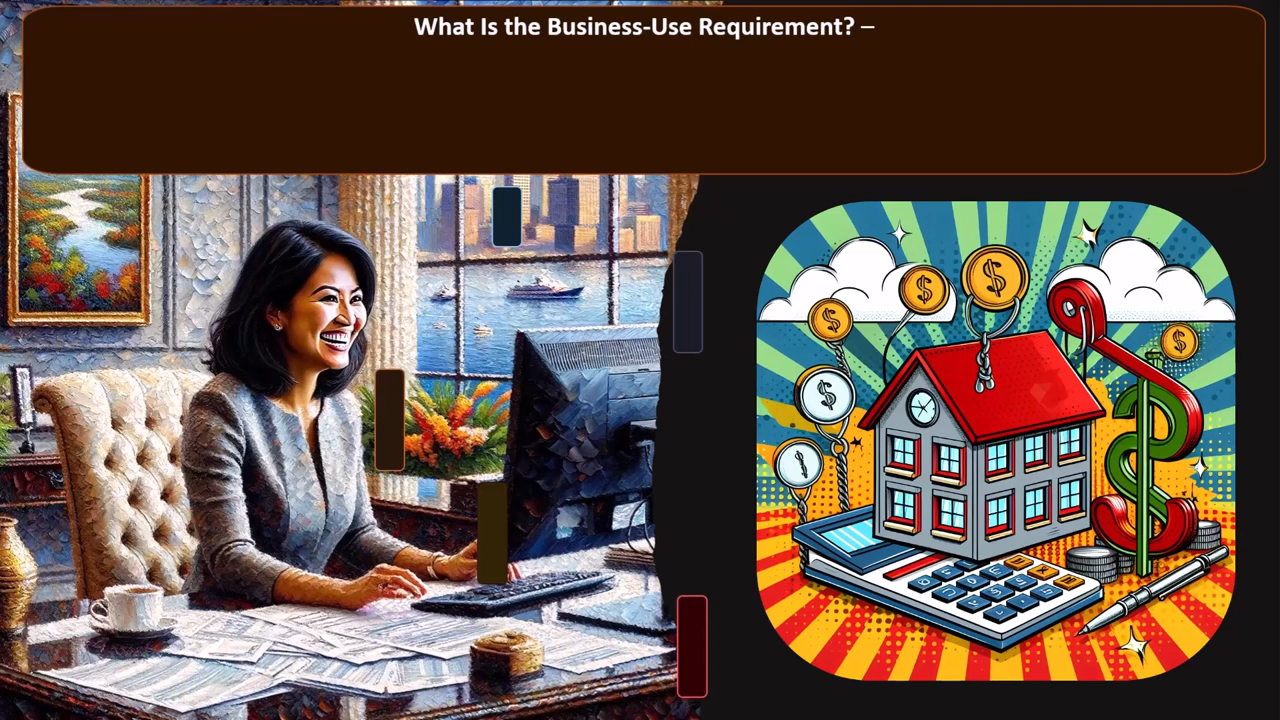 What Is the Business-Use Requirement? –